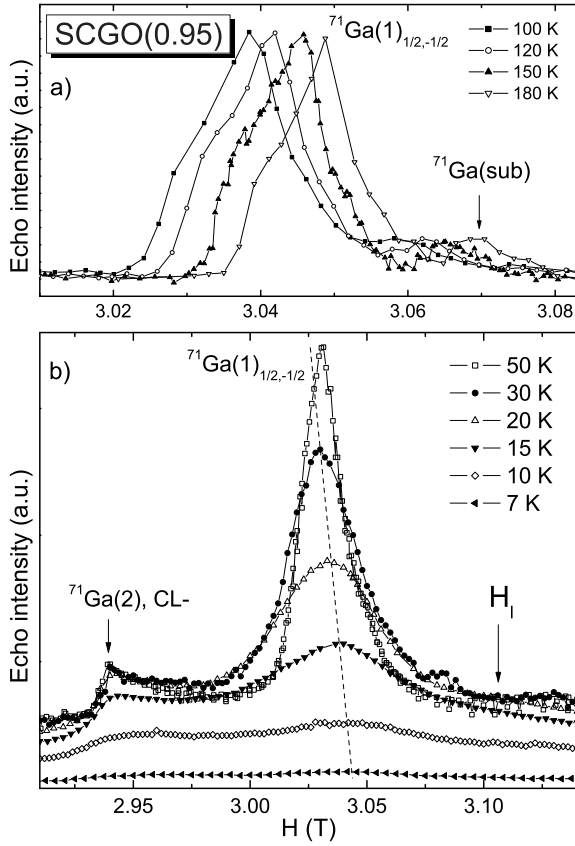 SCGO(0.95)
71Ga(1)1/2,-1/2
100 K
120 K
150 K
180 K
a)
71Ga(sub)
Echo intensity (a.u.)
3.02 3.04 3.06 3.08
b)
71Ga(1)1/2,-1/2
50 K
30 K
20 K
15 K
10 K
7 K
71Ga(2), CL-
HI
Echo intensity (a.u.)
2.95 3.00 3.05 3.10
H (T)